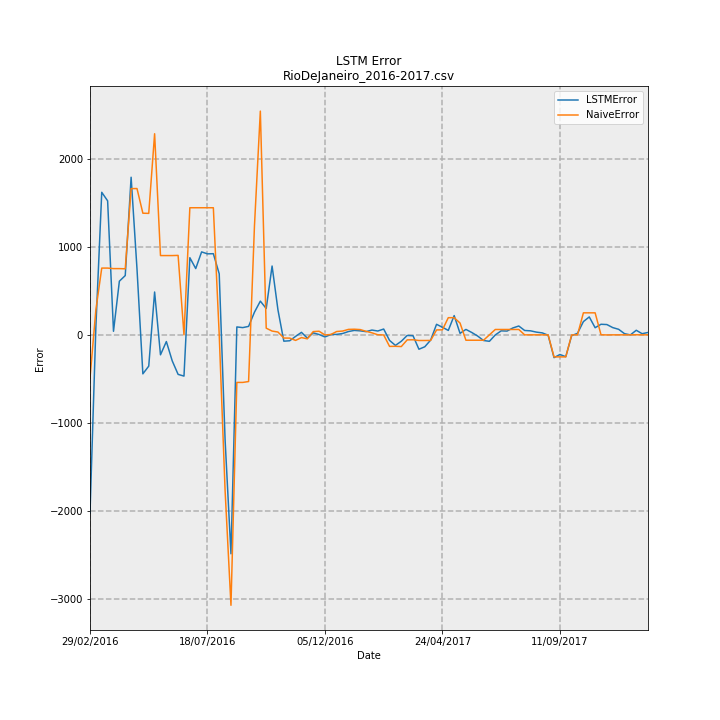 LSTM Error
RioDeJaneiro_2016-2017.csv
LSTMError
NaiveError
2000
1000
0
−1000
−2000
−3000
Error
29/02/2016 18/07/2016 05/12/2016 24/04/2017 11/09/2017
Date